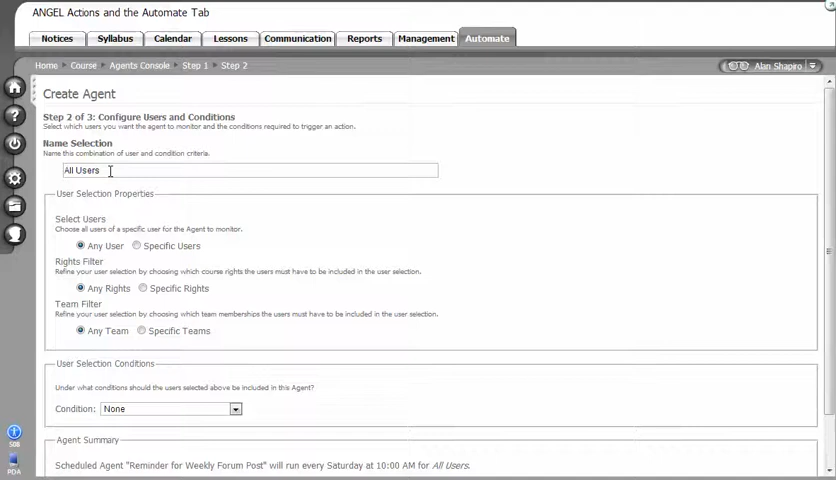 ANGEL Actions and the Automate Tab
Notices Syllabus Calendar Lessons Communication Reports Management Automate
Home Course Agents Console Step 1 Step 2 Alan Shapiro
Create Agent
Step 2 of 3: Configure Users and Conditions
Select which users you want the agent to monitor and the conditions required to trigger an action.
Name Selection
Name this combination of user and condition criteria.
All Users
User Selection Properties
Select Users
Choose all users of a specific user for the Agent to monitor.
Any User Specific Users
Rights Filter
Refine your user selection by choosing which course rights the users must have to be included in the user selection.
Any Rights Specific Rights
Team Filter
Refine your user selection by choosing which team memberships the users must have to be included in the user selection.
Any Team Specific Teams
User Selection Conditions
Under what conditions should the users selected above be included in this Agent?
Condition: None
Agent Summary
Scheduled Agent "Reminder for Weekly Forum Post" will run every Saturday at 10:00 AM for All Users.
PDA